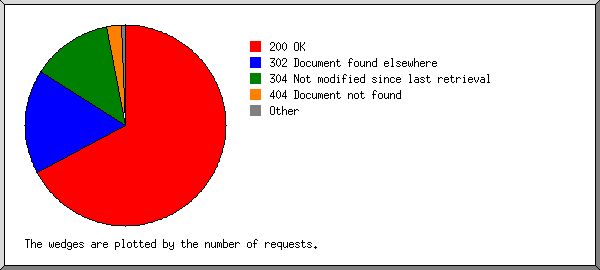 200 OK
302 Document found elsewhere
304 Not modified since last retrieval
404 Document not found
Other
The wedges are plotted by the number of requests.